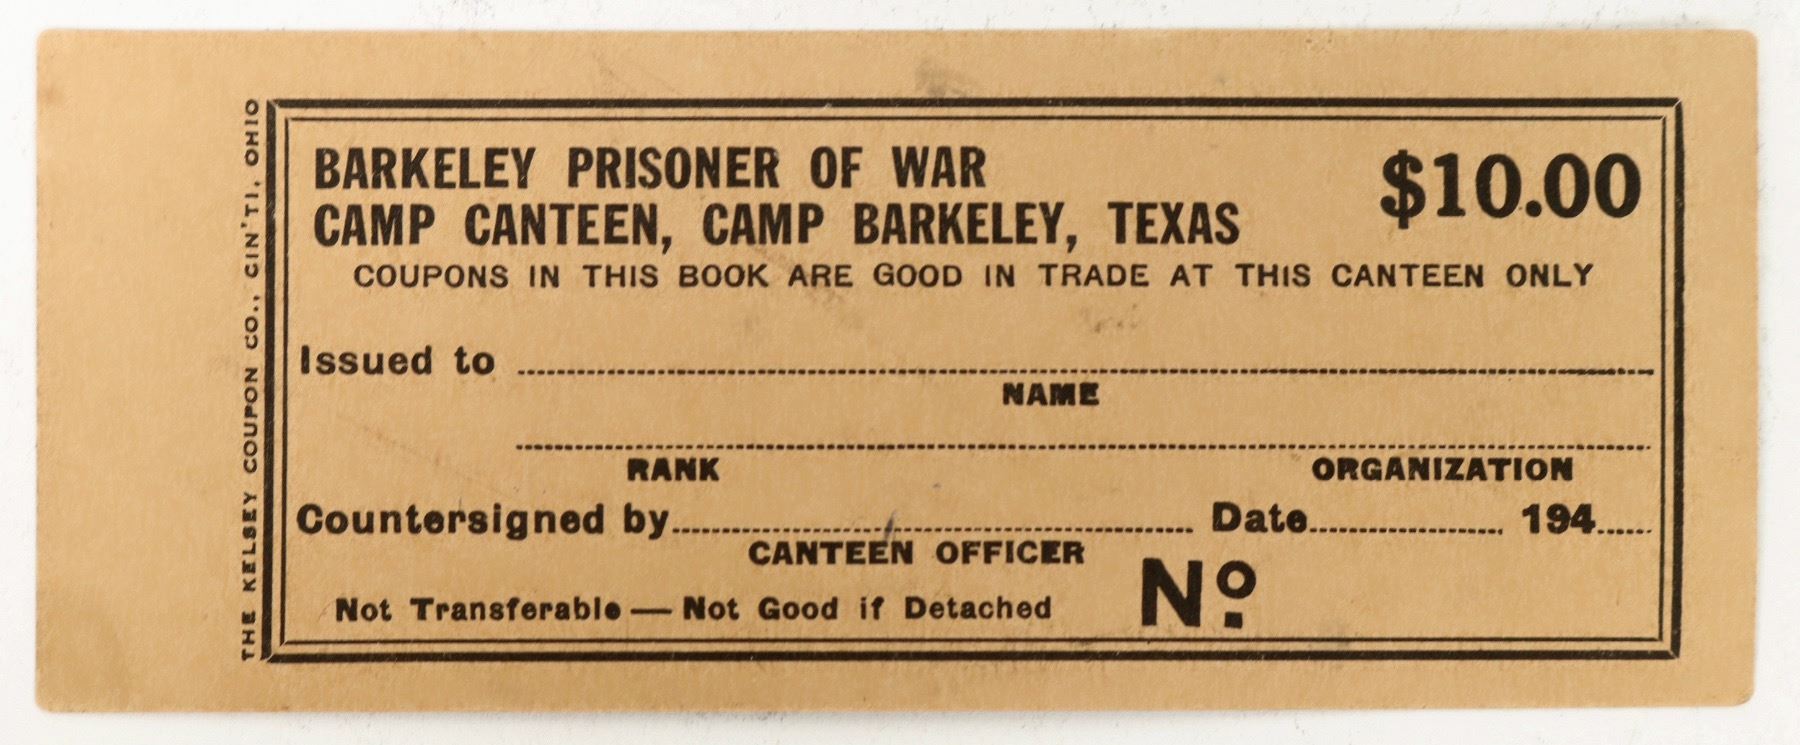 BARKELEY PRISONER OF WAR
CAMP CANTEEN, CAMP BARKELEY, TEXAS
$10.00
COUPONS IN THIS BOOK ARE GOOD IN TRADE AT THIS CANTEEN ONLY
Issued to
NAME
RANK ORGANIZATION
Countersigned by Date 194
CANTEEN OFFICER
Not Transferable — Not Good if Detached
Nº
THE KELSEY COUPON CO., CIN'TI, OHIO